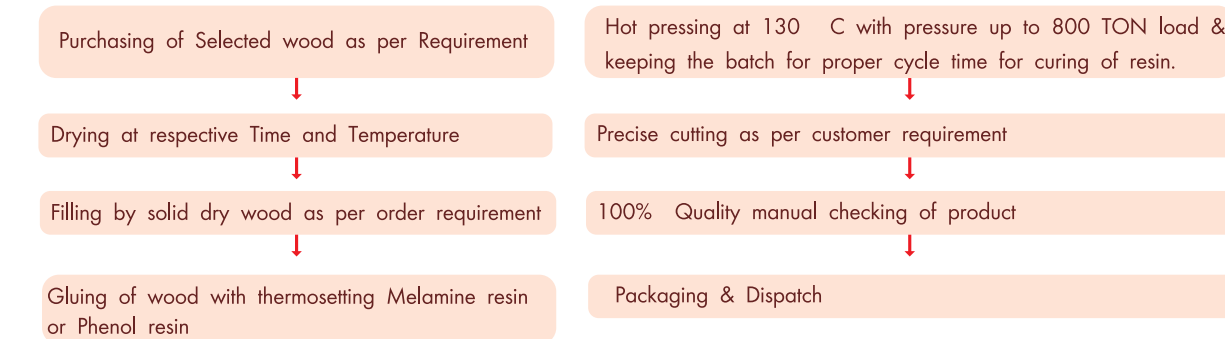 Purchasing of Selected wood as per Requirement
Drying at respective Time and Temperature
Filling by solid dry wood as per order requirement
Gluing of wood with thermosetting Melamine resin
or Phenol resin
Hot pressing at 130 C with pressure up to 800 TON load &
keeping the batch for proper cycle time for curing of resin.
Precise cutting as per customer requirement
100% Quality manual checking of product
Packaging & Dispatch